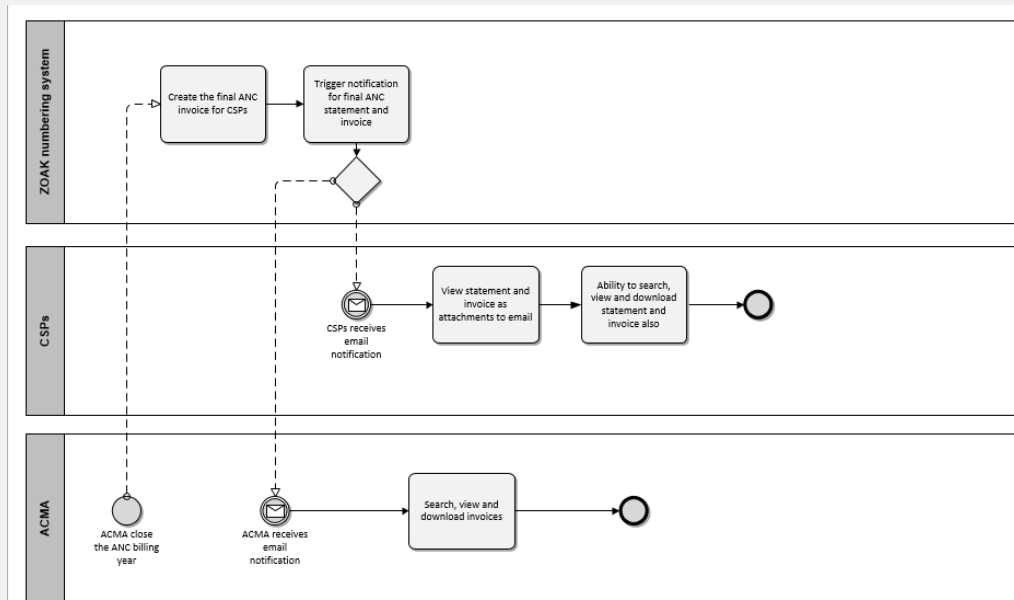 ZOAK numbering system
Create the final ANC
invoice for CSPs
Trigger notification
for final ANC
statement and
invoice
CSPs
CSPs receives
email
notification
View statement and
invoice as
attachments to email
Ability to search,
view and download
statement and
invoice also
ACMA
ACMA close
the ANC billing
year
ACMA receives
email
notification
Search, view and
download invoices